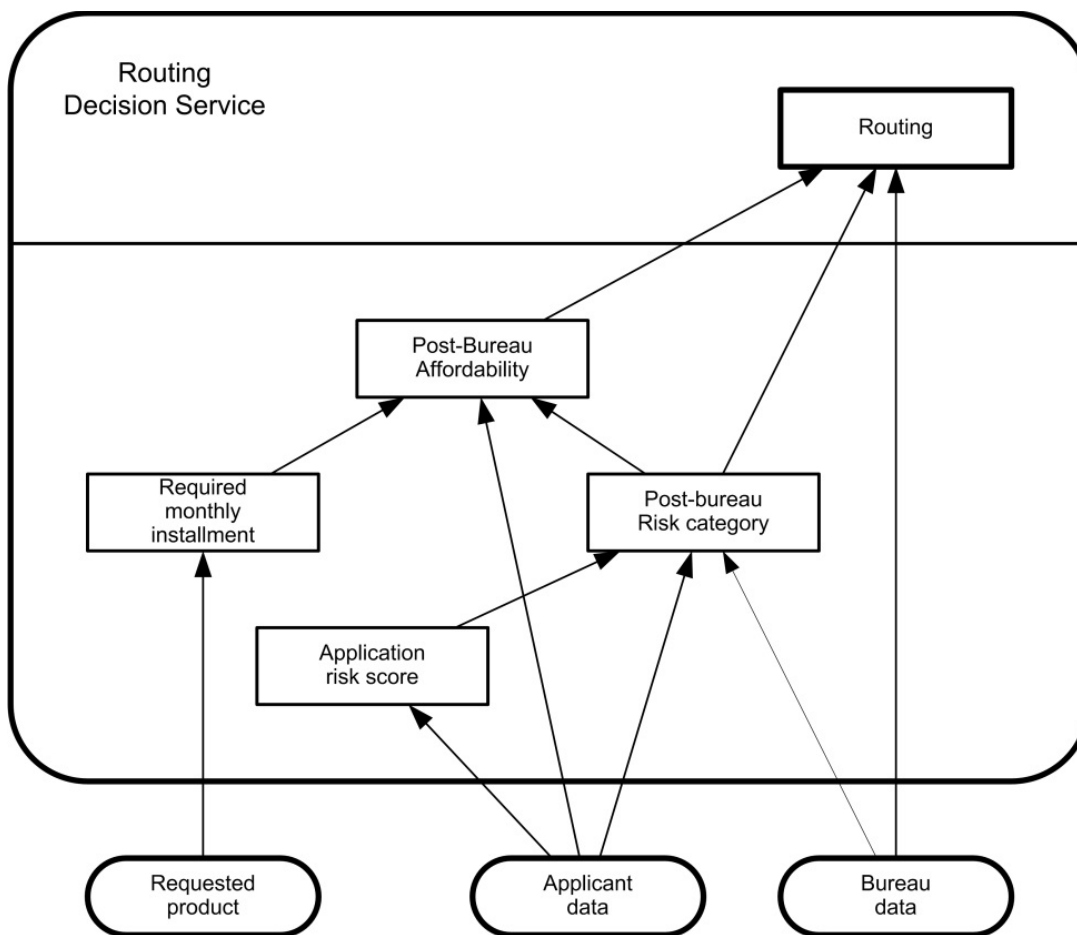 Routing
Decision Service
Routing
Post-Bureau
Affordability
Required
monthly
installment
Post-bureau
Risk category
Application
risk score
Requested
product
Applicant
data
Bureau
data